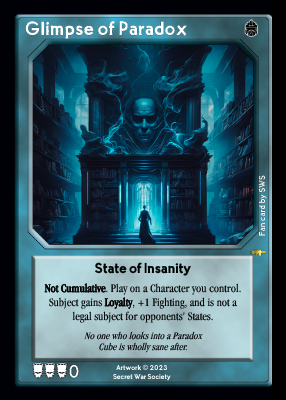 Glimpse of Paradox
Fan card by SWS
State of Insanity
Not Cumulative. Play on a Character you control.
Subject gains Loyalty, +1 Fighting, and is not a
legal subject for opponents' States.
No one who looks into a Paradox
Cube is wholly sane after.
0
Artwork © 2023
Secret War Society